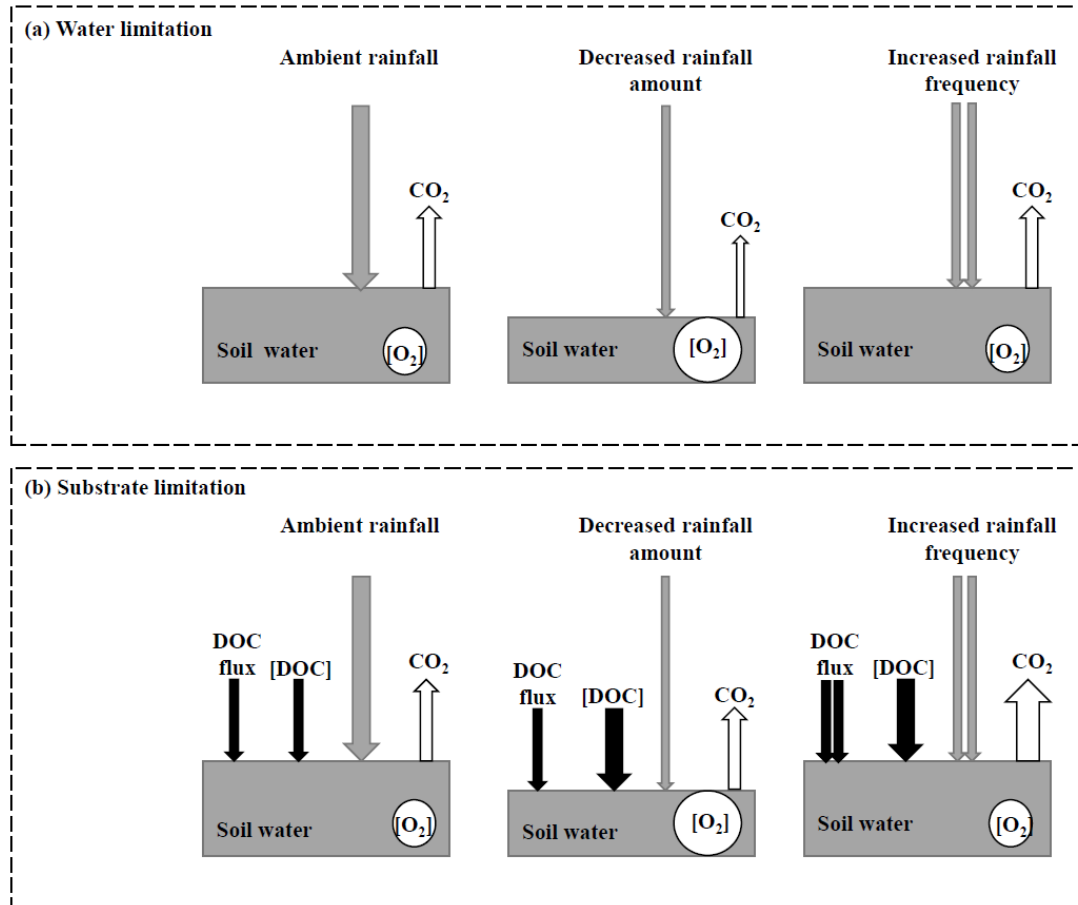 (a) Water limitation
Ambient rainfall
Decreased rainfall
amount
Increased rainfall
frequency
CO₂
CO₂
CO₂
Soil water
[O₂]
Soil water
[O₂]
Soil water
[O₂]
(b) Substrate limitation
Ambient rainfall
Decreased rainfall
amount
Increased rainfall
frequency
DOC
flux
[DOC]
CO₂
DOC
flux
[DOC]
CO₂
DOC
flux
[DOC]
CO₂
Soil water
[O₂]
Soil water
[O₂]
Soil water
[O₂]